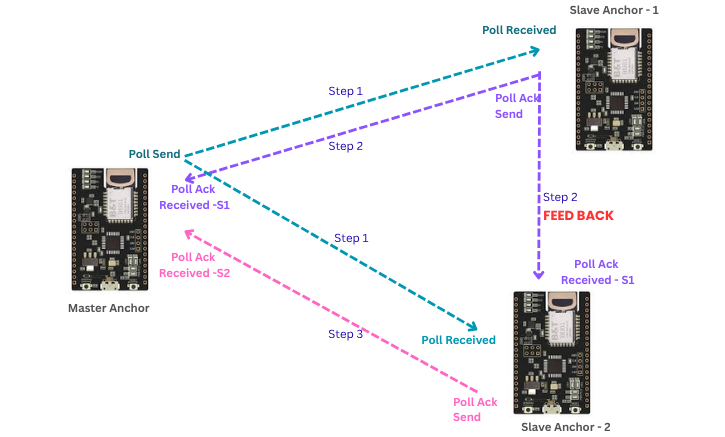 Slave Anchor - 1
Poll Received
Step 1
Poll Ack
Send
Step 2
Poll Send
Poll Ack
Received -S1
Step 2
FEED BACK
Step 1
Poll Ack
Received -S2
Poll Ack
Received - S1
Master Anchor
Step 3
Poll Received
Poll Ack
Send
Slave Anchor - 2